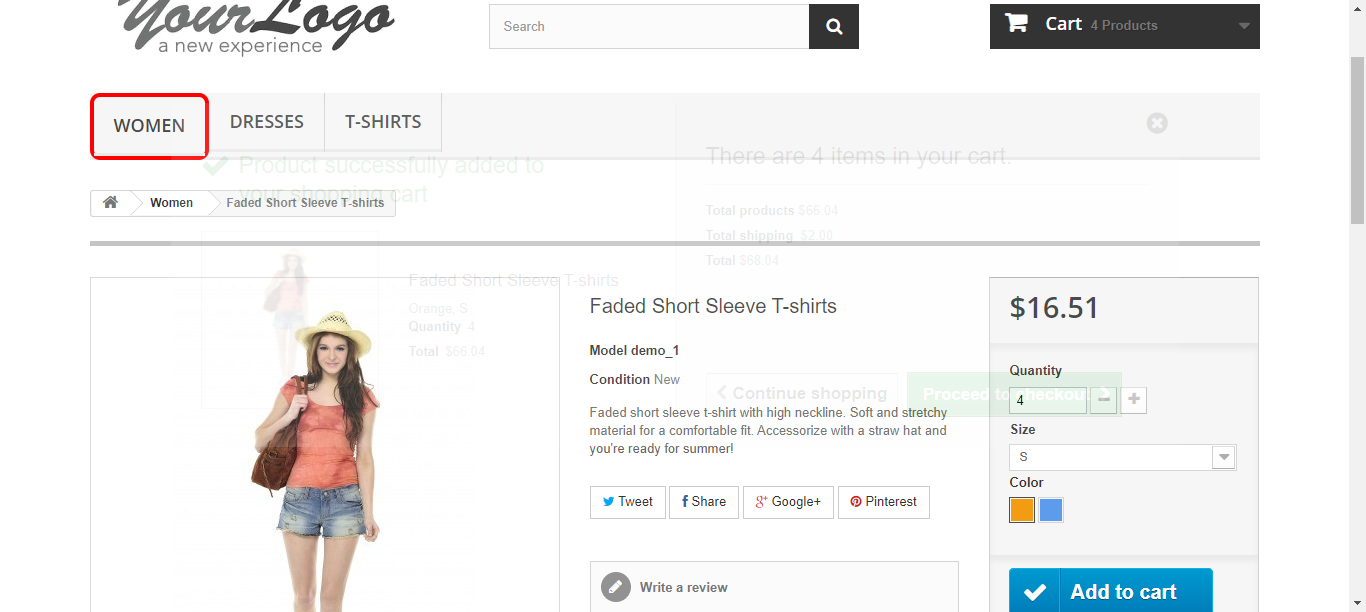 YourLogo
a new experience
Search
Cart 4 Products
WOMEN
DRESSES
T-SHIRTS
Product successfully added to
your shopping cart
There are 4 items in your cart.
Women
Faded Short Sleeve T-shirts
Total products $66.04
Total shipping $2.00
Total $68.04
Faded Short Sleeve T-shirts
Orange, S
Quantity 4
Total $66.04
Continue shopping
Proceed to checkout
Faded Short Sleeve T-shirts
Model demo_1
Condition New
Faded short sleeve t-shirt with high neckline. Soft and stretchy
material for a comfortable fit. Accessorize with a straw hat and
you're ready for summer!
Tweet
Share
Google+
Pinterest
Write a review
$16.51
Quantity
4
Size
S
Color
Add to cart